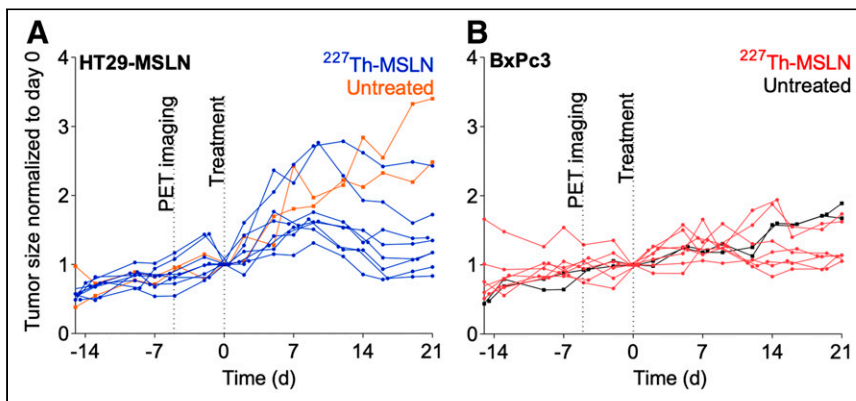 A
HT29-MSLN
227Th-MSLN
Untreated
Tumor size normalized to day 0
4
3
2
1
0
PET imaging
Treatment
-14 -7 0 7 14 21
Time (d)
B
BxPc3
227Th-MSLN
Untreated
4
3
2
1
0
PET imaging
Treatment
-14 -7 0 7 14 21
Time (d)